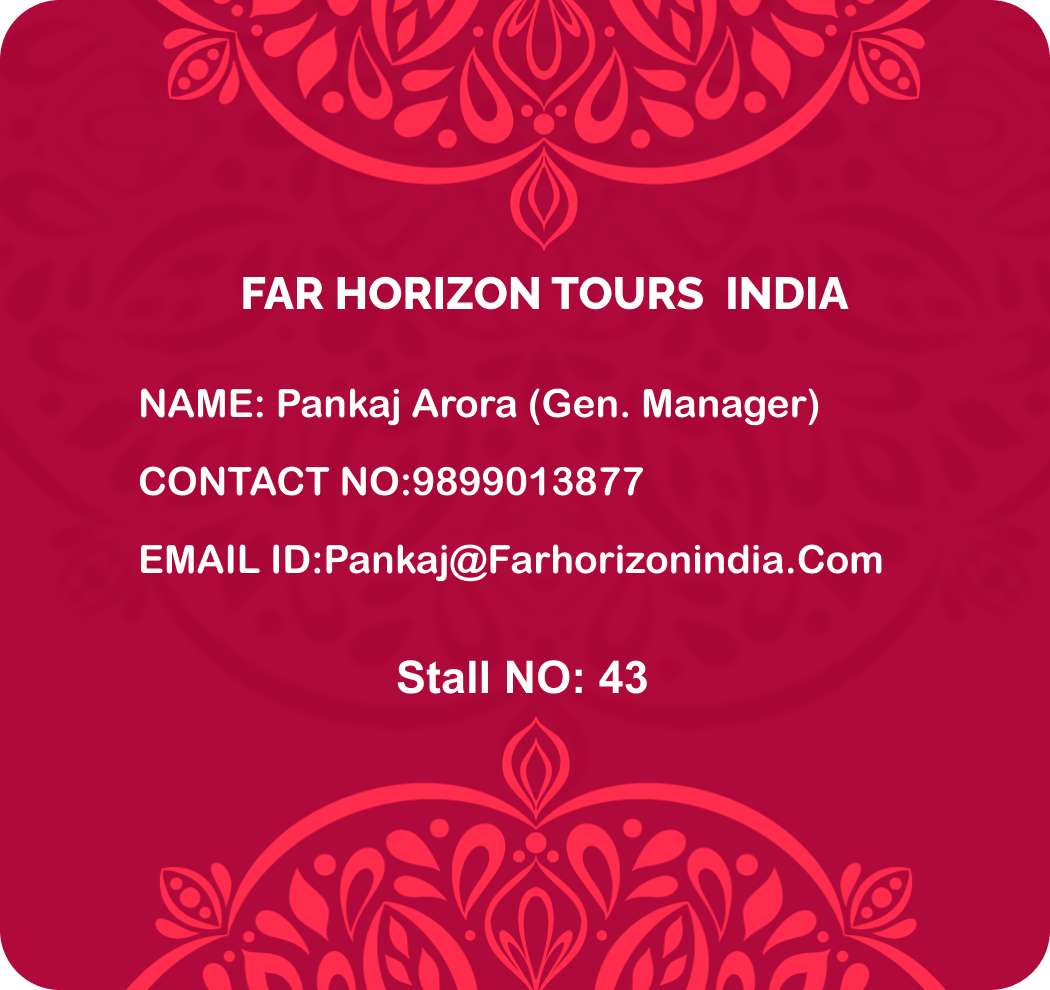 FAR HORIZON TOURS  INDIA
NAME: Pankaj Arora (Gen. Manager)
CONTACT NO:9899013877
EMAIL ID:Pankaj@Farhorizonindia.Com
Stall NO: 43